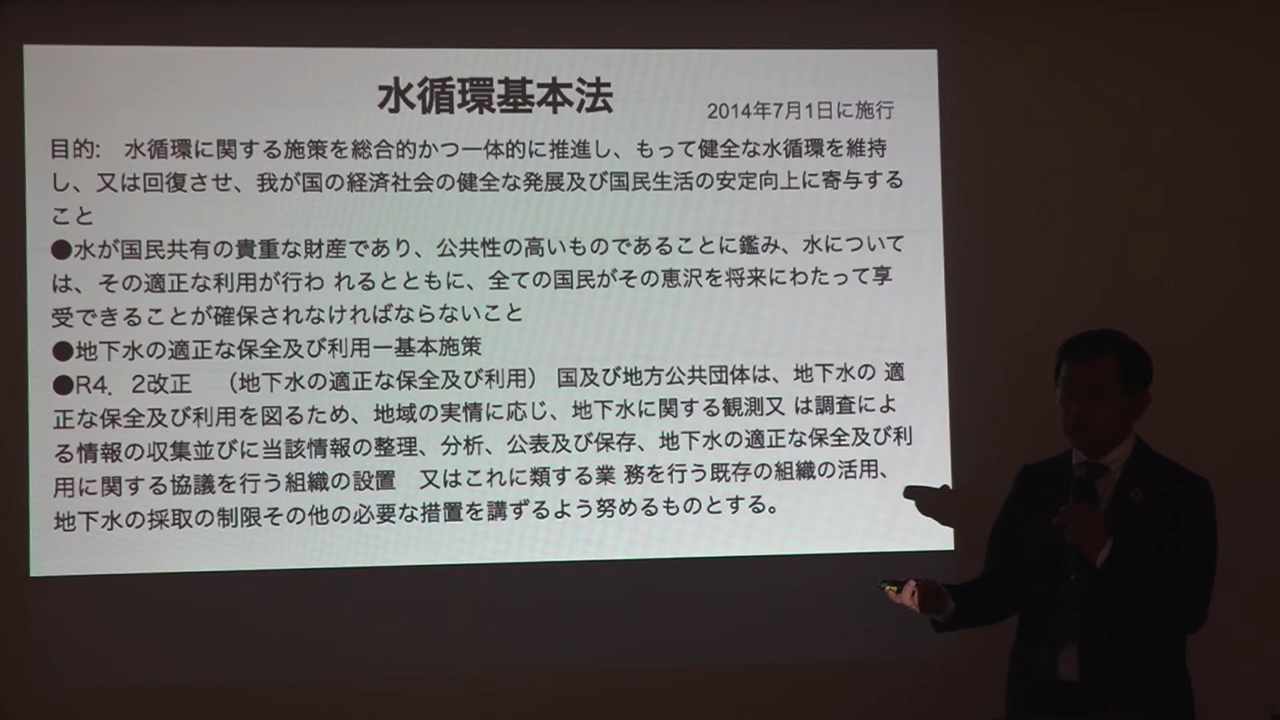 水循環基本法
2014年7月1日に施行
目的:　水循環に関する施策を総合的かつ一体的に推進し、もって健全な水循環を維持
し、又は回復させ、我が国の経済社会の健全な発展及び国民生活の安定向上に寄与する
こと
●水が国民共有の貴重な財産であり、公共性の高いものであることに鑑み、水について
は、その適正な利用が行わ れるとともに、全ての国民がその恵沢を将来にわたって享
受できることが確保されなければならないこと
●地下水の適正な保全及び利用ー基本施策
●R4．2改正　（地下水の適正な保全及び利用） 国及び地方公共団体は、地下水の 適
正な保全及び利用を図るため、地域の実情に応じ、地下水に関する観測又 は調査によ
る情報の収集並びに当該情報の整理、分析、公表及び保存、地下水の適正な保全及び利
用に関する協議を行う組織の設置　又はこれに類する業 務を行う既存の組織の活用、
地下水の採取の制限その他の必要な措置を講ずるよう努めるものとする。